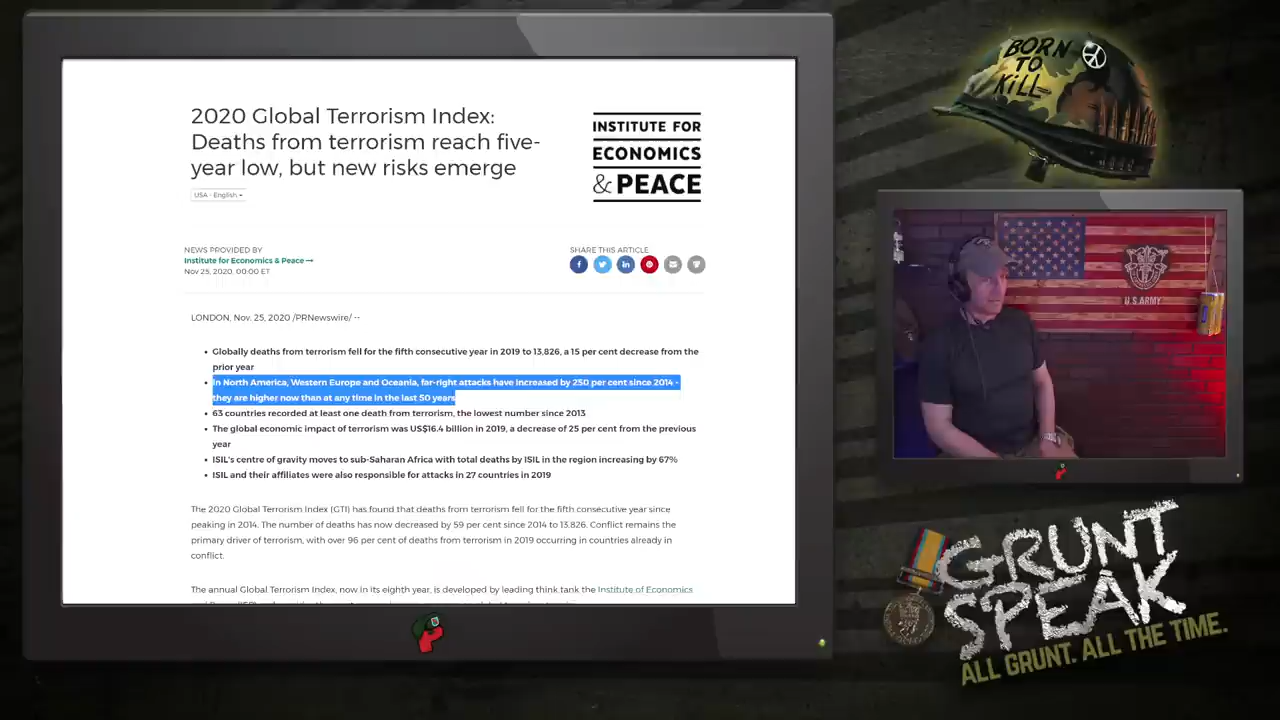 2020 Global Terrorism Index:
Deaths from terrorism reach five-
year low, but new risks emerge
USA - English
INSTITUTE FOR
ECONOMICS
& PEACE
NEWS PROVIDED BY
Institute for Economics & Peace →
Nov 25, 2020, 00:00 ET
SHARE THIS ARTICLE
LONDON, Nov. 25, 2020 /PRNewswire/ --
• Globally deaths from terrorism fell for the fifth consecutive year in 2019 to 13,826, a 15 per cent decrease from the
prior year
• In North America, Western Europe and Oceania, far-right attacks have increased by 250 per cent since 2014 -
they are higher now than at any time in the last 50 years
• 63 countries recorded at least one death from terrorism, the lowest number since 2013
• The global economic impact of terrorism was US$16.4 billion in 2019, a decrease of 25 per cent from the previous
year
• ISIL's centre of gravity moves to sub-Saharan Africa with total deaths by ISIL in the region increasing by 67%
• ISIL and their affiliates were also responsible for attacks in 27 countries in 2019
The 2020 Global Terrorism Index (GTI) has found that deaths from terrorism fell for the fifth consecutive year since
peaking in 2014. The number of deaths has now decreased by 59 per cent since 2014 to 13,826. Conflict remains the
primary driver of terrorism, with over 96 per cent of deaths from terrorism in 2019 occurring in countries already in
conflict.
The annual Global Terrorism Index, now in its eighth year, is developed by leading think tank the Institute of Economics
BORN
TO
KILL
U.S. ARMY
GRUNT
SPEAK
ALL GRUNT. ALL THE TIME.